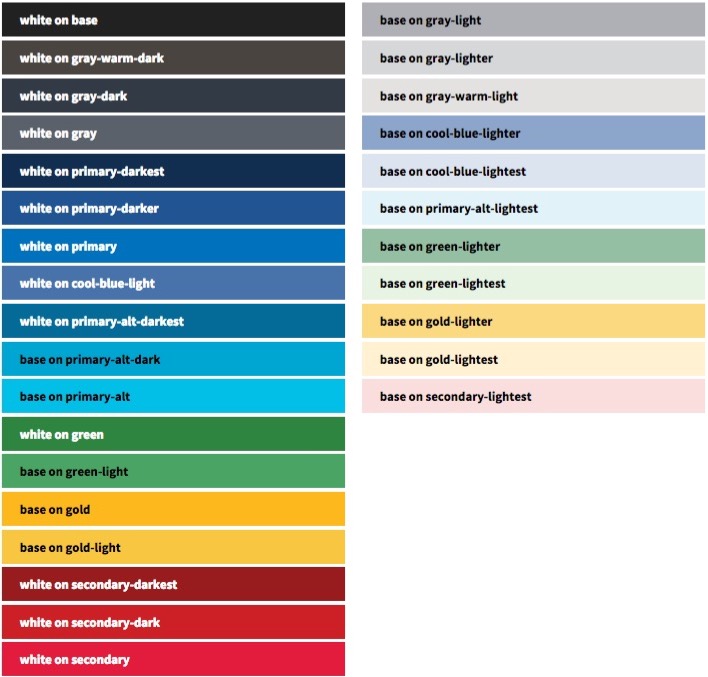 white on base
white on gray-warm-dark
white on gray-dark
white on gray
white on primary-darkest
white on primary-darker
white on primary
white on cool-blue-light
white on primary-alt-darkest
base on primary-alt-dark
base on primary-alt
white on green
base on green-light
base on gold
base on gold-light
white on secondary-darkest
white on secondary-dark
white on secondary
base on gray-light
base on gray-lighter
base on gray-warm-light
base on cool-blue-lighter
base on cool-blue-lightest
base on primary-alt-lightest
base on green-lighter
base on green-lightest
base on gold-lighter
base on gold-lightest
base on secondary-lightest